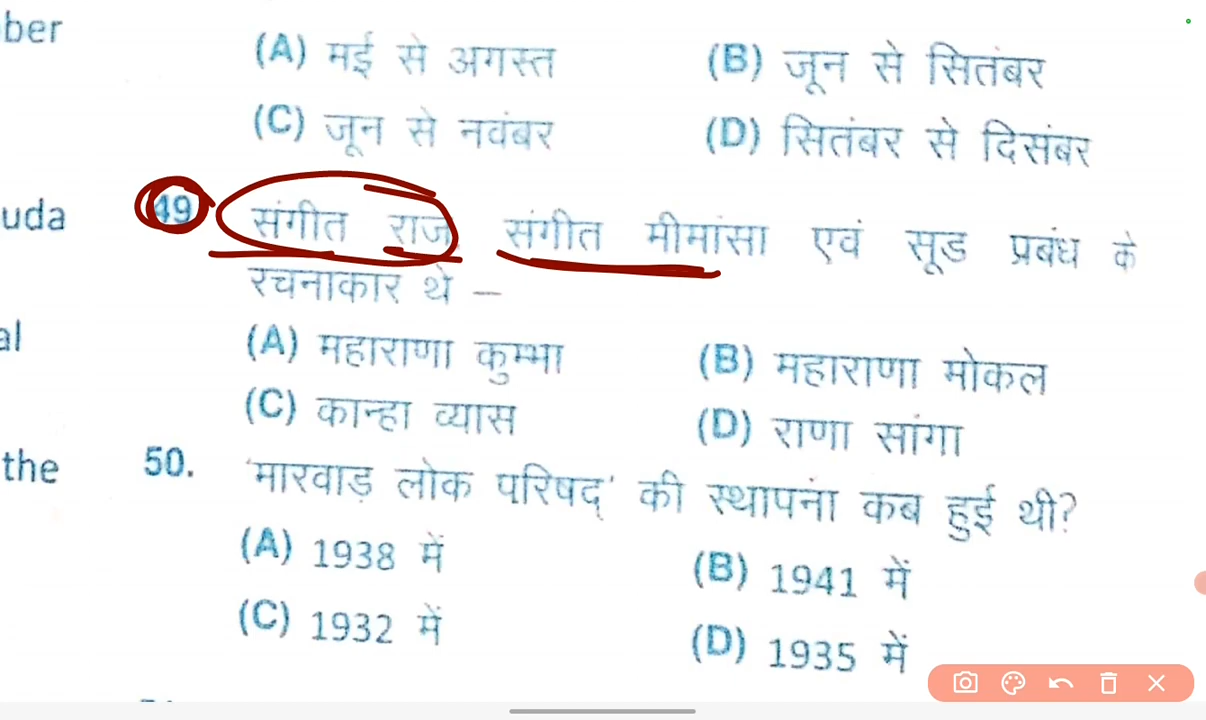 ber
(A) मई से अगस्त (B) जून से सितंबर
(C) जून से नवंबर (D) सितंबर से दिसंबर
uda 49 संगीत राज, संगीत मीमांसा एवं सूड प्रबंध के
रचनाकार थे –
al (A) महाराणा कुम्भा (B) महाराणा मोकल
(C) कान्हा व्यास (D) राणा सांगा
the 50. 'मारवाड़ लोक परिषद्' की स्थापना कब हुई थी?
(A) 1938 में (B) 1941 में
(C) 1932 में (D) 1935 में